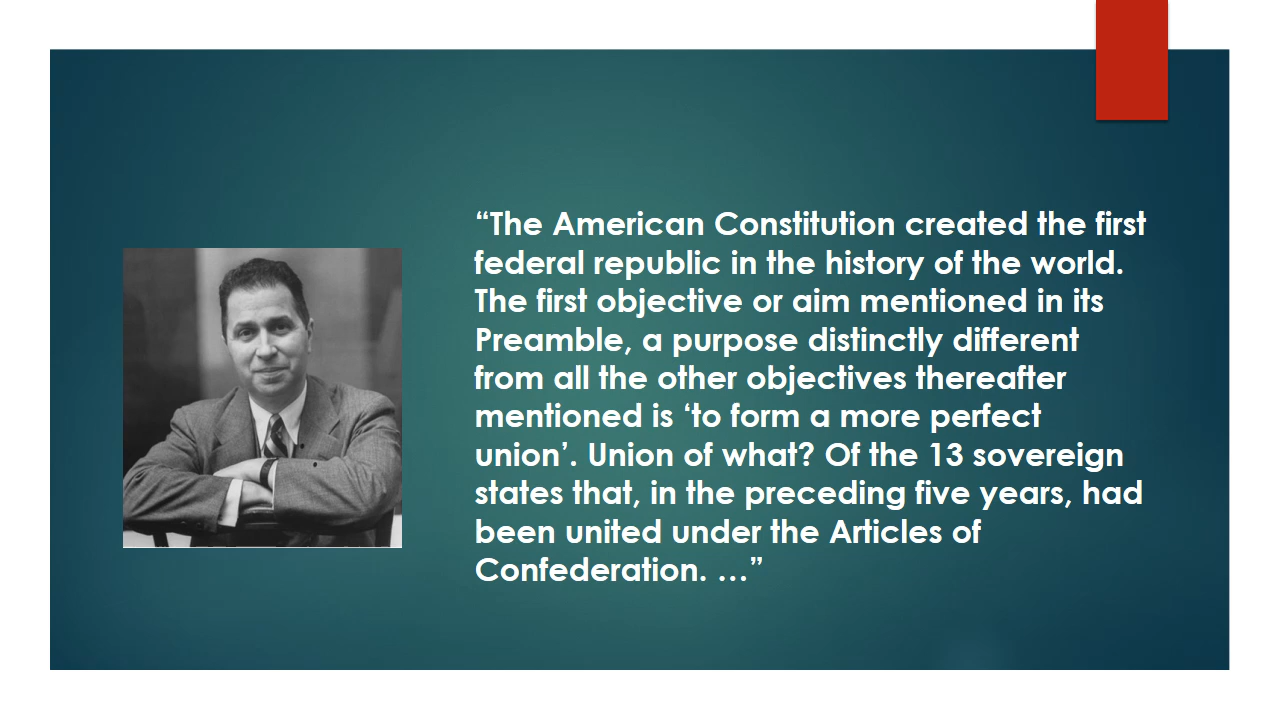 “The American Constitution created the first
federal republic in the history of the world.
The first objective or aim mentioned in its
Preamble, a purpose distinctly different
from all the other objectives thereafter
mentioned is ‘to form a more perfect
union’. Union of what? Of the 13 sovereign
states that, in the preceding five years, had
been united under the Articles of
Confederation. …”